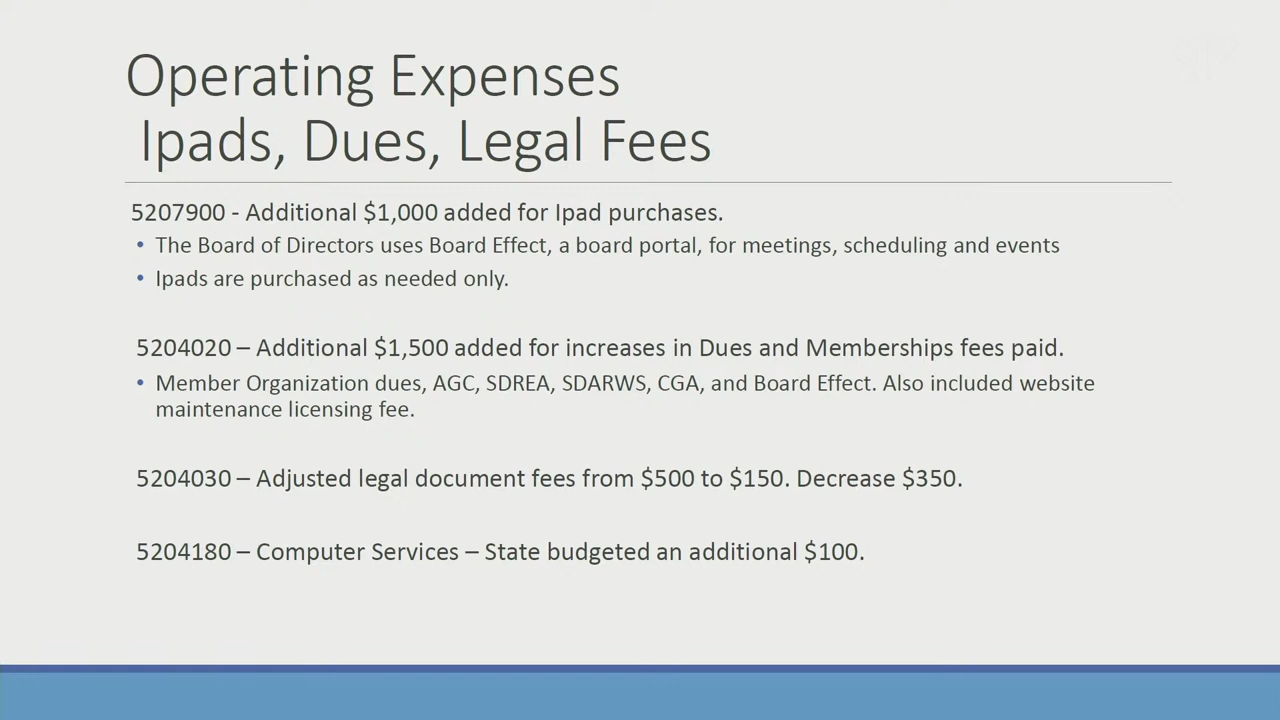 Operating Expenses
Ipads, Dues, Legal Fees
5207900 - Additional $1,000 added for Ipad purchases.
• The Board of Directors uses Board Effect, a board portal, for meetings, scheduling and events
• Ipads are purchased as needed only.
5204020 – Additional $1,500 added for increases in Dues and Memberships fees paid.
• Member Organization dues, AGC, SDREA, SDARWS, CGA, and Board Effect. Also included website
maintenance licensing fee.
5204030 – Adjusted legal document fees from $500 to $150. Decrease $350.
5204180 – Computer Services – State budgeted an additional $100.